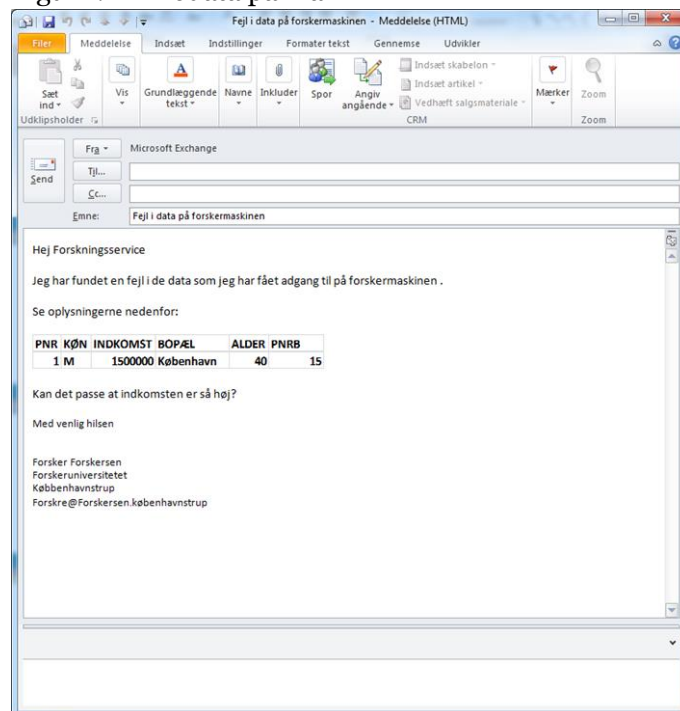 Fejl i data på forskermaskinen - Meddelelse (HTML)
Filer Meddelelse Indsæt Indstillinger Formater tekst Gennemse Udvikler
Sæt ind
Vis
Grundlæggende tekst
Navne
Inkluder
Spor
Angiv angående
Indsæt skabelon
Indsæt artikel
Vedhæft salgsmateriale
Mærker
Zoom
Udklipsholder CRM Zoom
Send
Fra Microsoft Exchange
Til...
Cc...
Emne: Fejl i data på forskermaskinen
Hej Forskningsservice
Jeg har fundet en fejl i de data som jeg har fået adgang til på forskermaskinen .
Se oplysningerne nedenfor:
PNR KØN INDKOMST BOPÆL ALDER PNRB
1 M 1500000 København 40 15
Kan det passe at indkomsten er så høj?
Med venlig hilsen
Forsker Forskersen
Forskeruniversitetet
Købbenhavnstrup
Forskre@Forskersen.københavnstrup